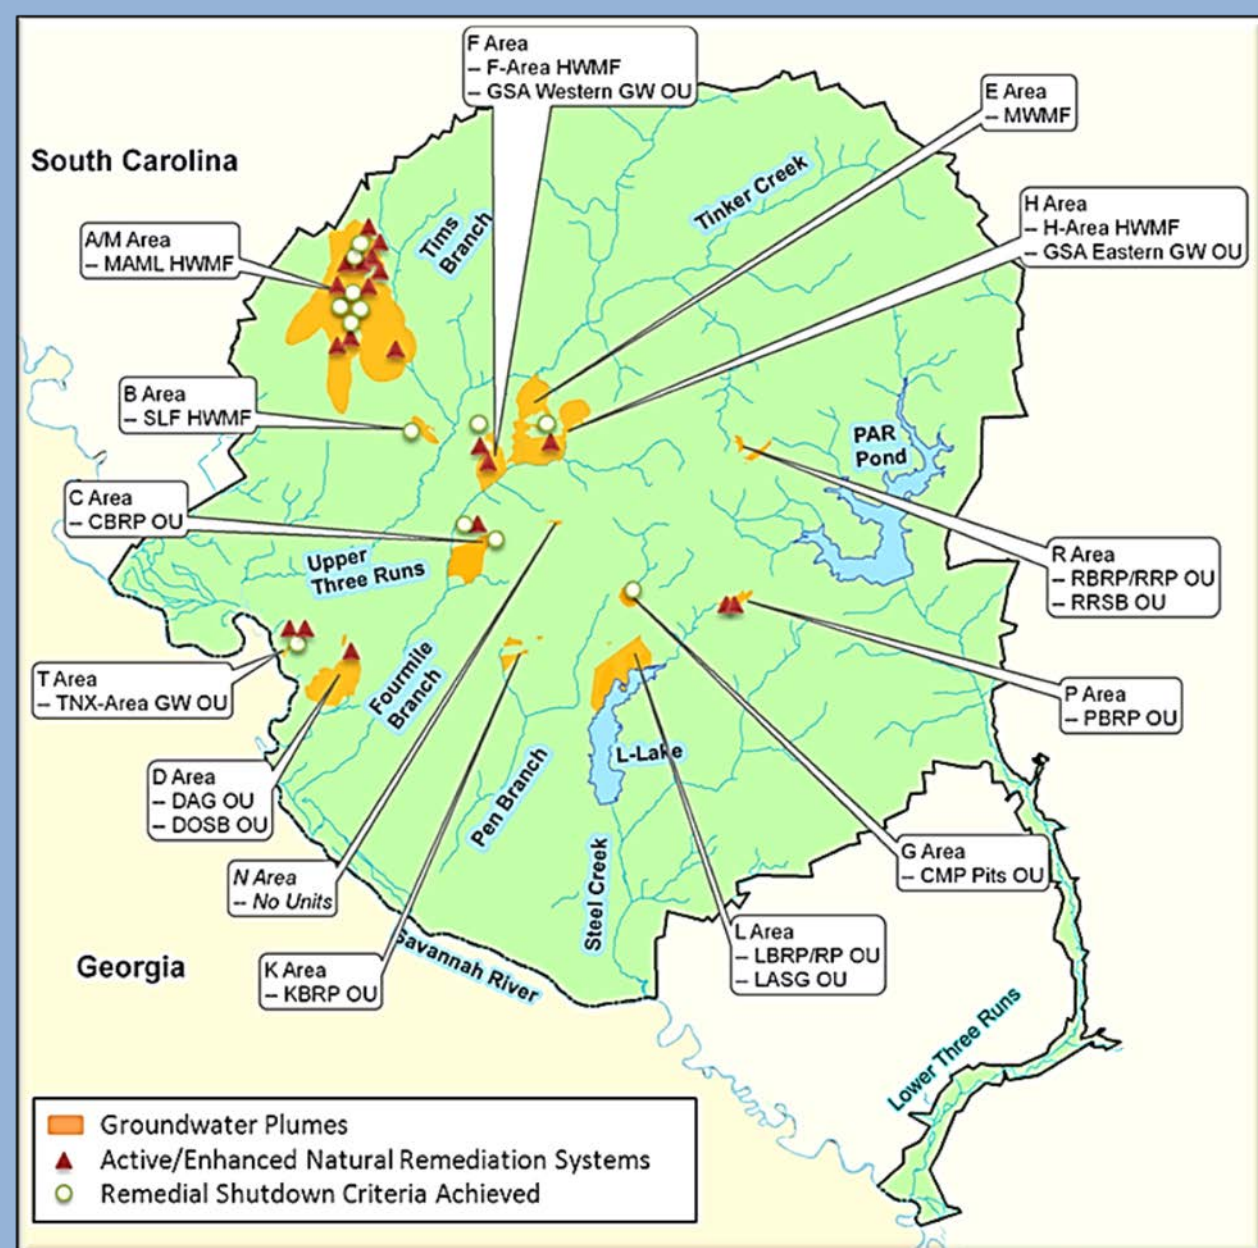 F Area
– F-Area HWMF
– GSA Western GW OU
E Area
– MWMF
South Carolina
Tinker Creek
H Area
– H-Area HWMF
– GSA Eastern GW OU
A/M Area
– MAML HWMF
Tims
Branch
B Area
– SLF HWMF
PAR
Pond
C Area
– CBRP OU
Upper
Three Runs
R Area
– RBRP/RRP OU
– RRSB OU
T Area
– TNX-Area GW OU
Fourmile
Branch
P Area
– PBRP OU
L-Lake
D Area
– DAG OU
– DOSB OU
Pen Branch
G Area
– CMP Pits OU
N Area
– No Units
Steel Creek
L Area
– LBRP/RP OU
– LASG OU
Georgia
K Area
– KBRP OU
Savannah River
Lower Three Runs
Groundwater Plumes
Active/Enhanced Natural Remediation Systems
Remedial Shutdown Criteria Achieved